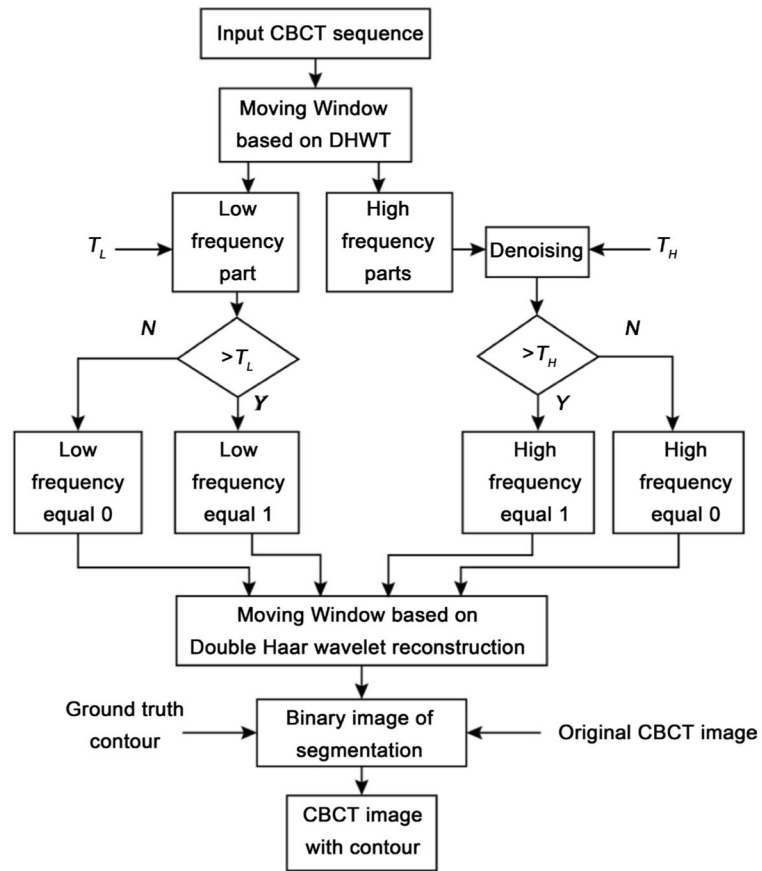 Input CBCT sequence
Moving Window
based on DHWT
Low
frequency
part
High
frequency
parts
T_L
Denoising
T_H
N
>T_L
Y
>T_H
N
Y
Low
frequency
equal 0
Low
frequency
equal 1
High
frequency
equal 1
High
frequency
equal 0
Moving Window based on
Double Haar wavelet reconstruction
Ground truth
contour
Binary image of
segmentation
Original CBCT image
CBCT image
with contour